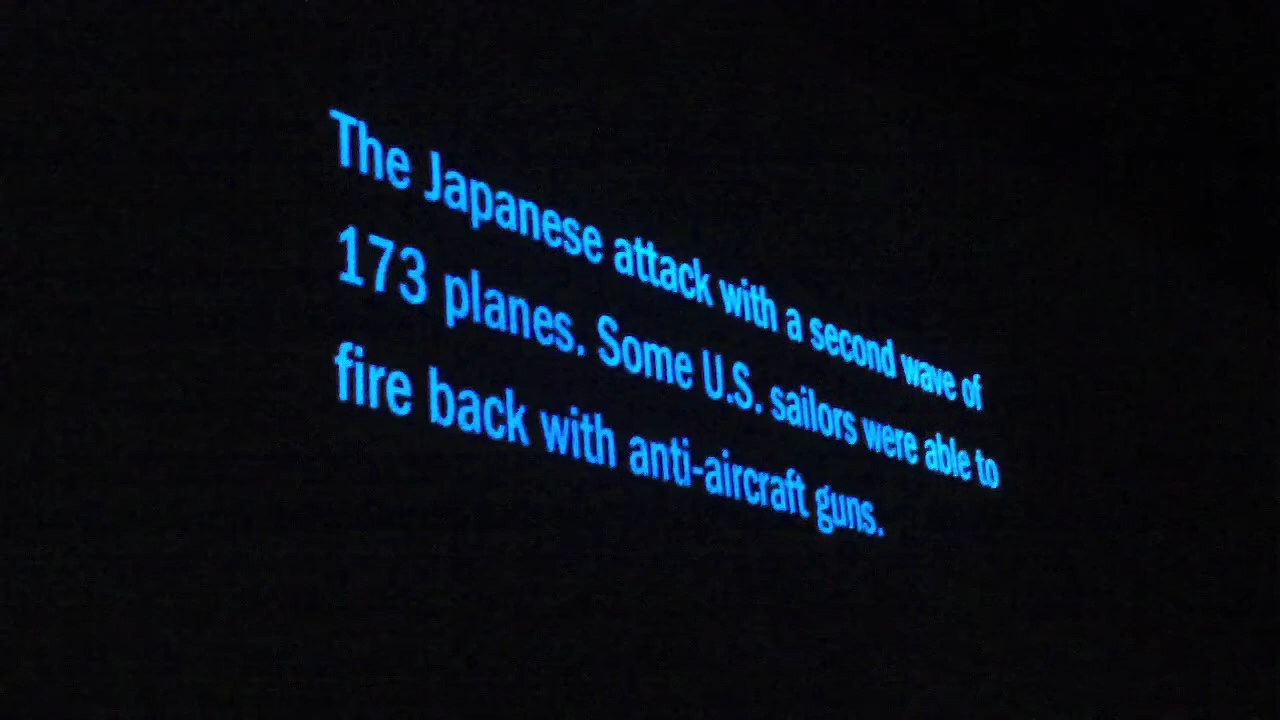 The Japanese attack with a second wave of
173 planes. Some U.S. sailors were able to
fire back with anti-aircraft guns.